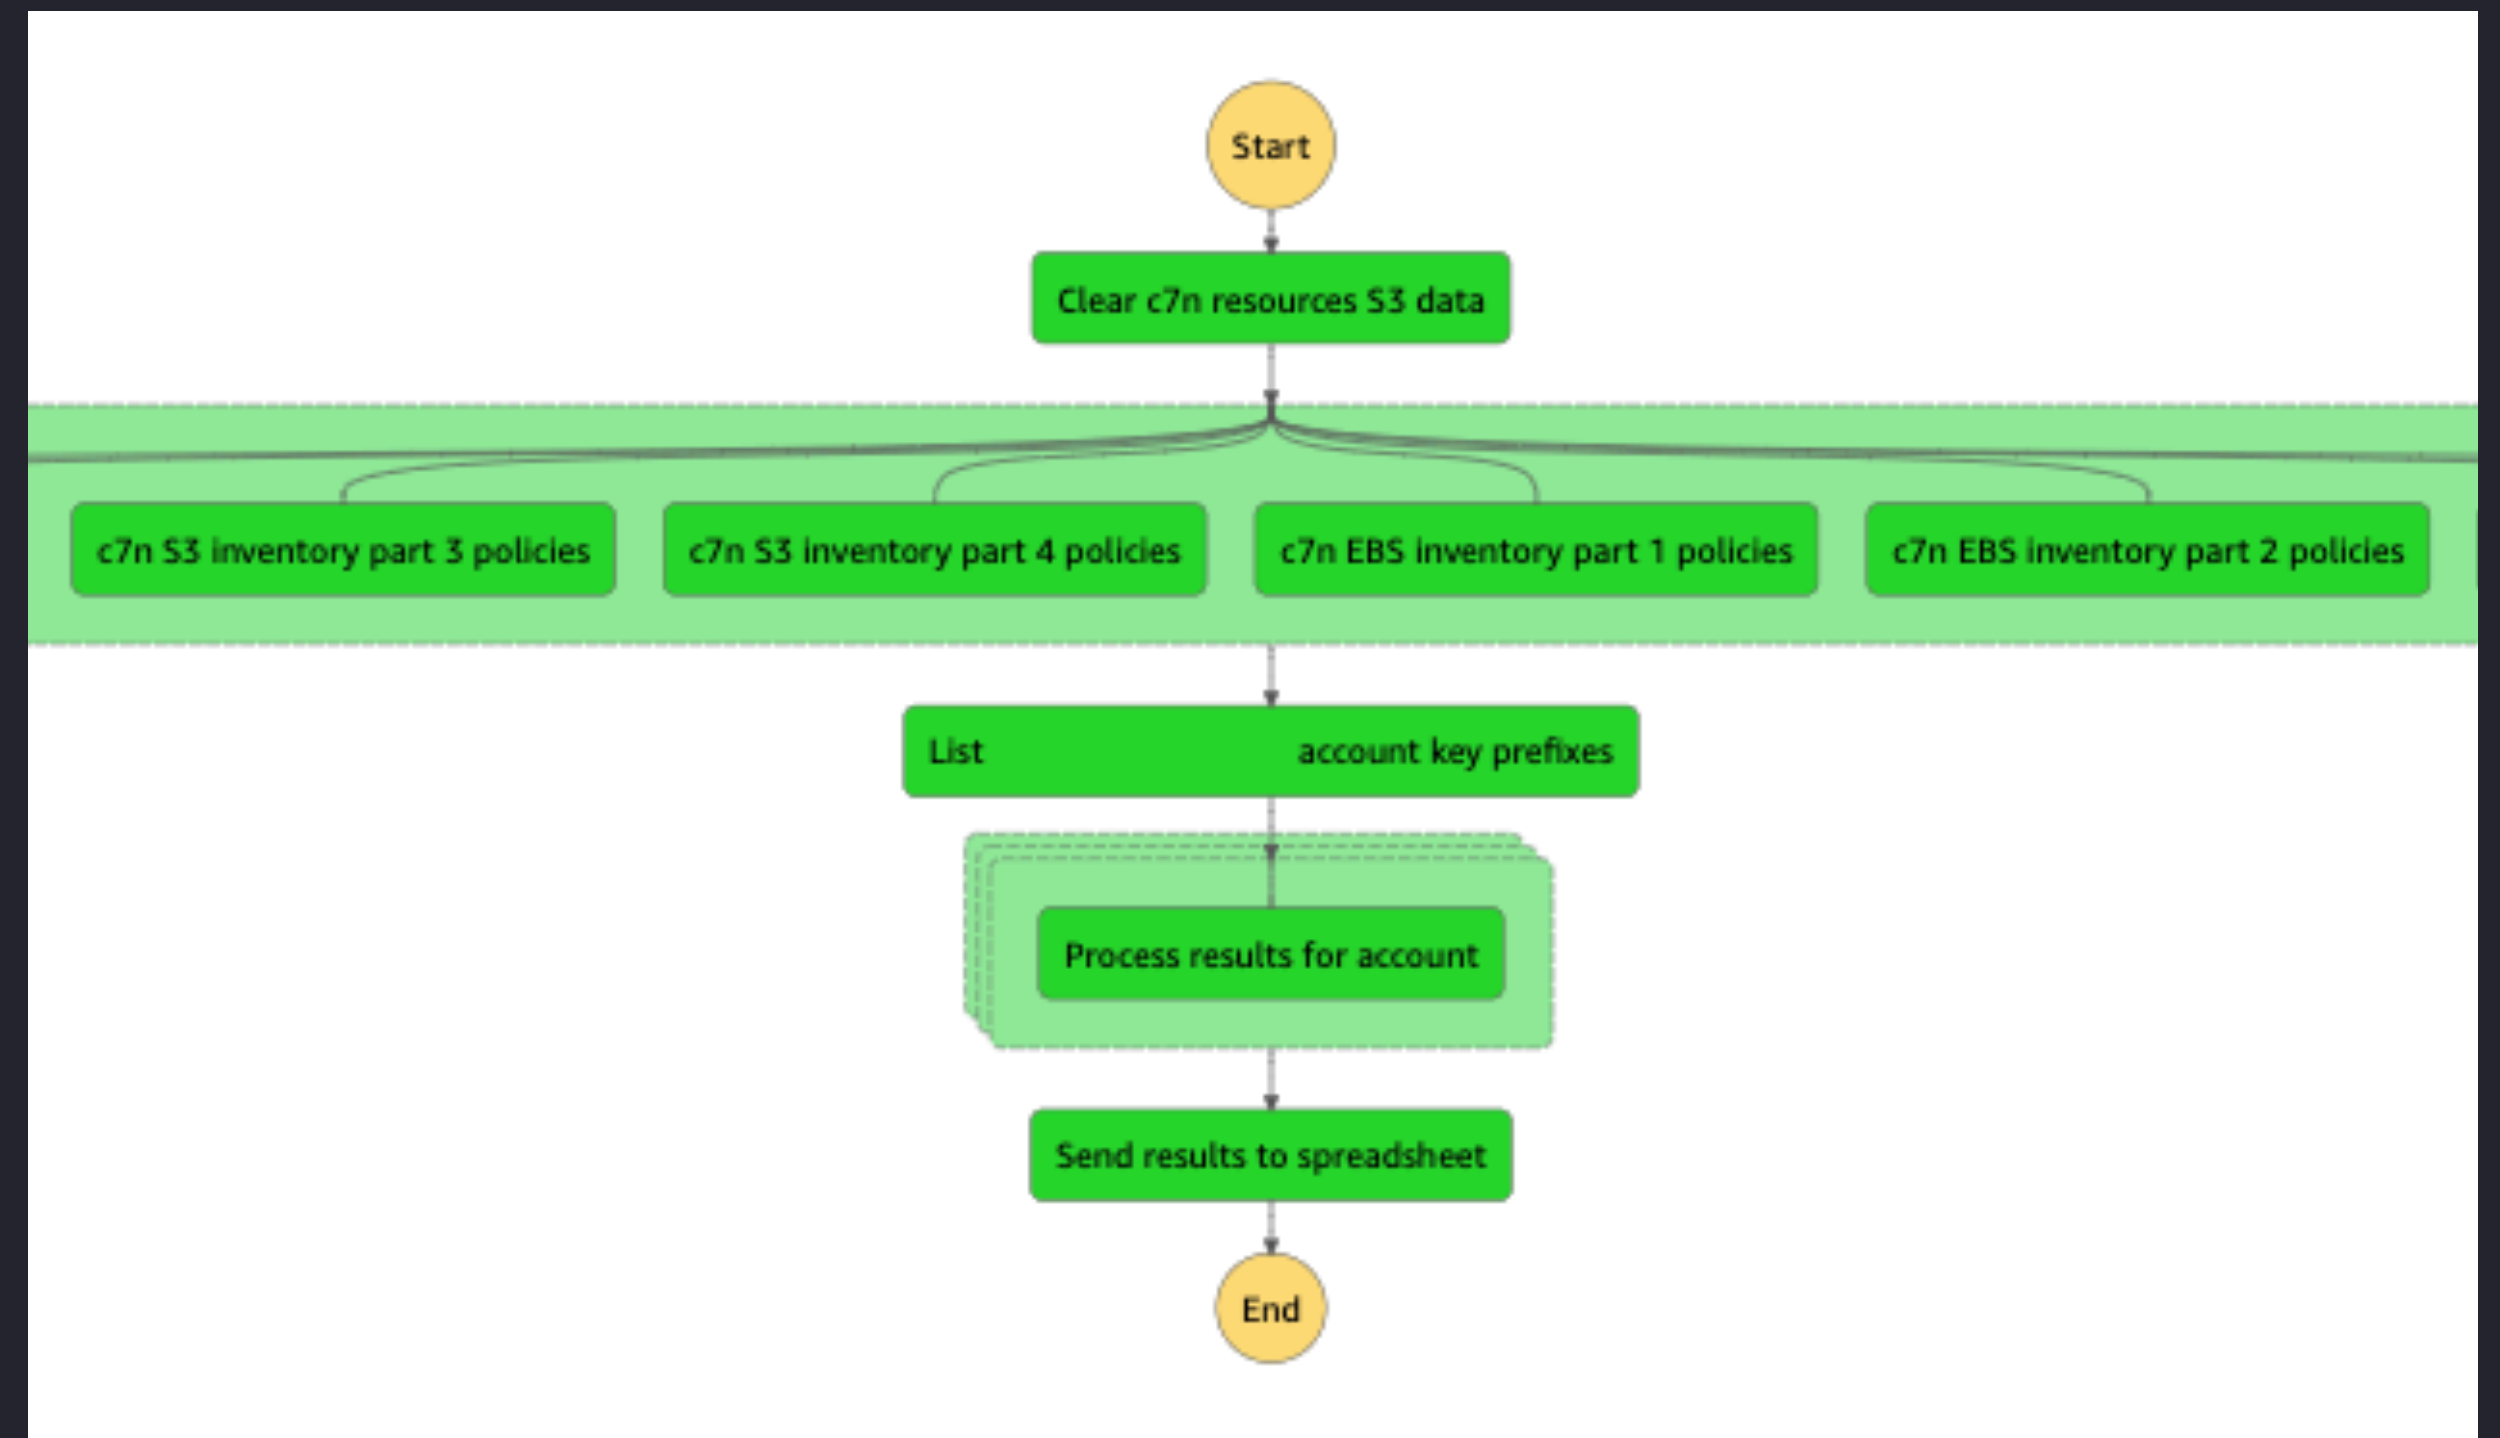 Start
Clear c7n resources S3 data
c7n S3 inventory part 3 policies
c7n S3 inventory part 4 policies
c7n EBS inventory part 1 policies
c7n EBS inventory part 2 policies
List account key prefixes
Process results for account
Send results to spreadsheet
End